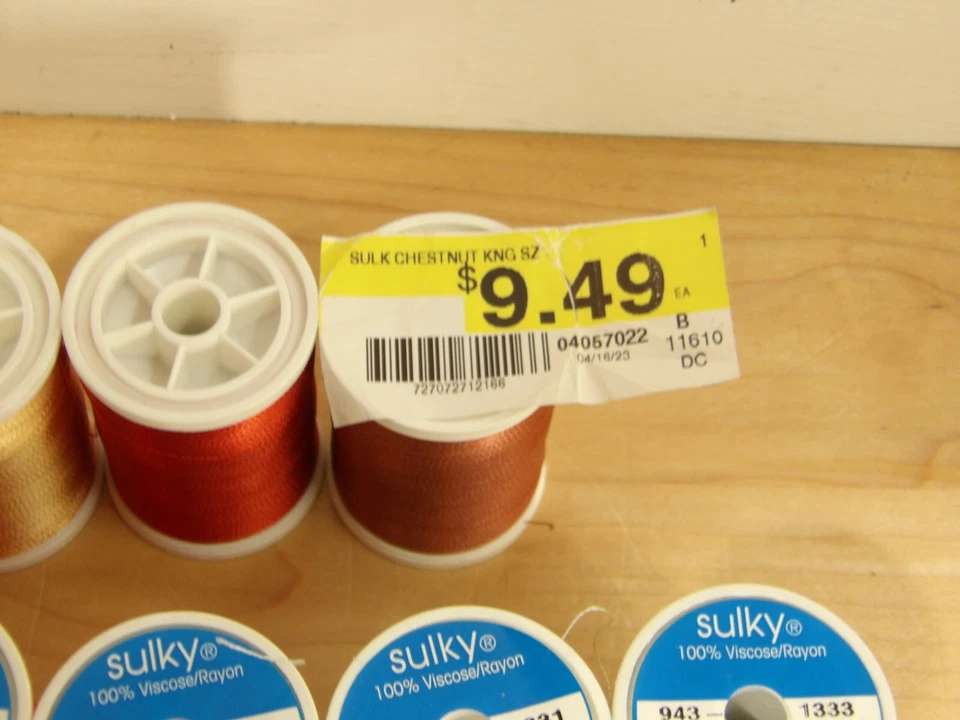 SULK CHESTNUT KNG SZ
1
$9.49 EA
04057022 B
04/16/23 11610
DC
727072712166
sulky®
100% Viscose/Rayon
sulky®
100% Viscose/Rayon
sulky®
100% Viscose/Rayon
943 – 1333